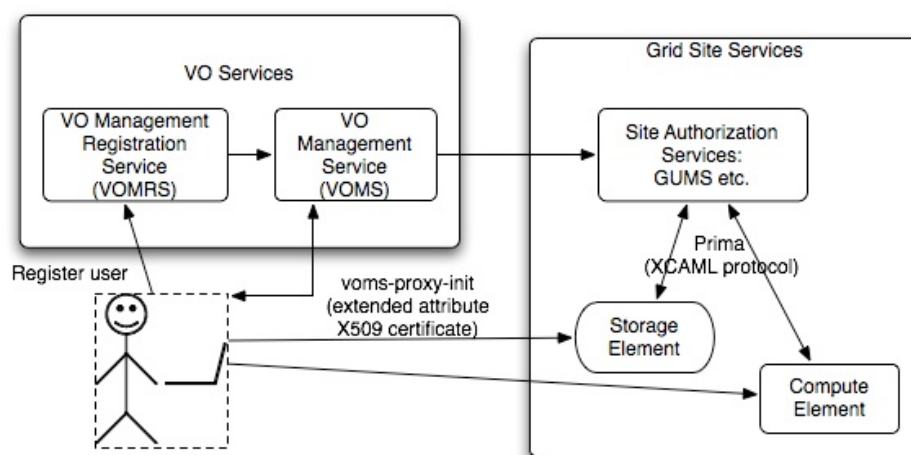 VO Services
VO Management
Registration
Service
(VOMRS)
VO
Management
Service
(VOMS)
Grid Site Services
Site Authorization
Services:
GUMS etc.
Prima
(XCAML protocol)
Register user
voms-proxy-init
(extended attribute
X509 certificate)
Storage
Element
Compute
Element